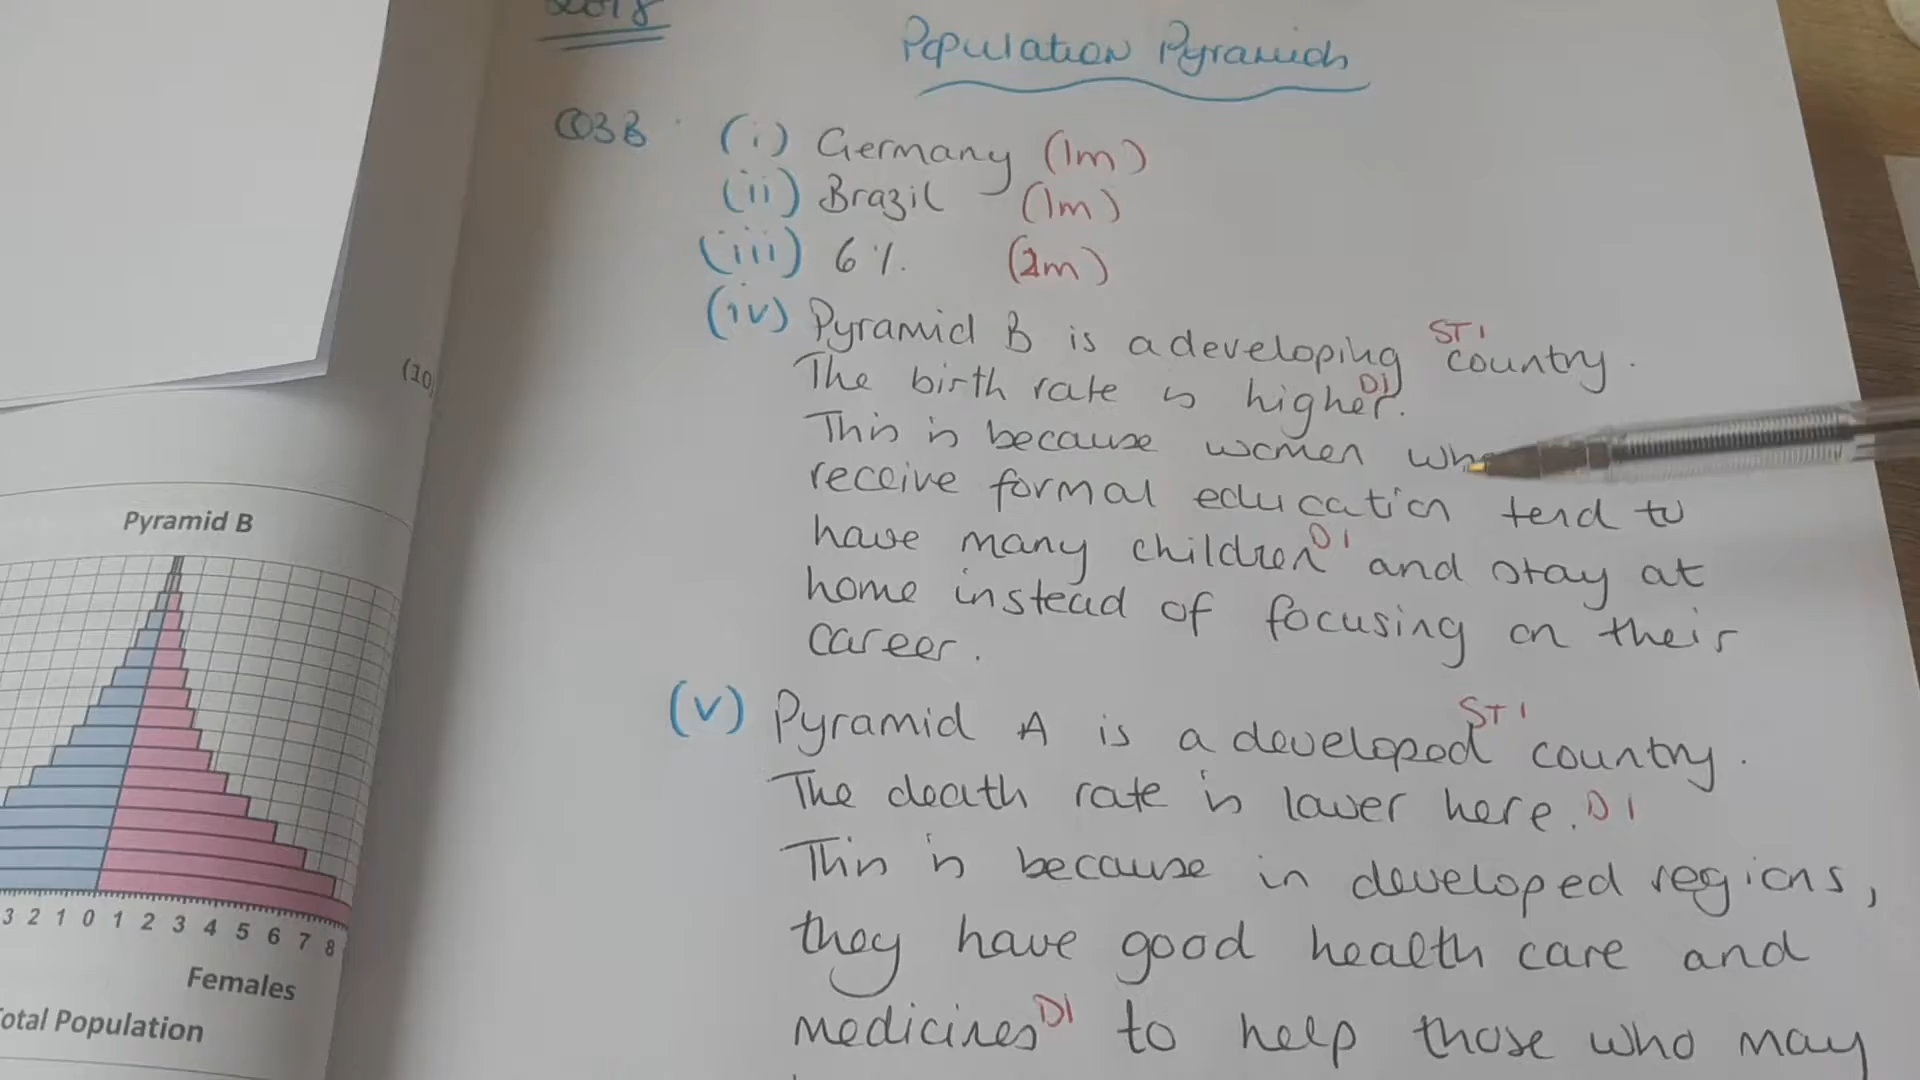 2018
Population Pyramids
Q3B (i) Germany (1m)
(ii) Brazil (1m)
(iii) 6%. (2m)
(iv) Pyramid B is a developing ST1 country.
The birth rate is higher. D1
This is because women
receive formal education tend to
have many children D1 and stay at
home instead of focusing on their
career.
(v) Pyramid A is a developed ST1 country.
The death rate is lower here. D1
This is because in developed regions,
they have good health care and
medicines D1 to help those who may
(10)
Pyramid B
3 2 1 0 1 2 3 4 5 6 7 8
Females
Total Population